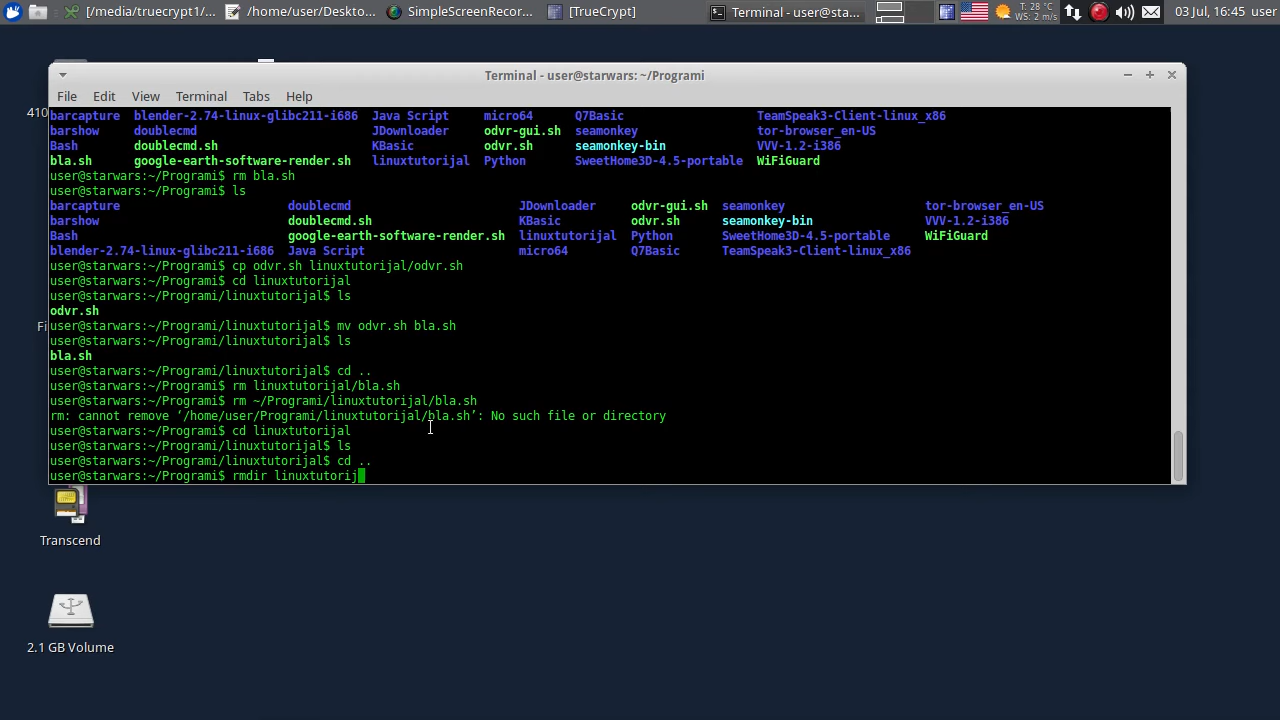 [/media/truecrypt1/... /home/user/Deskto... SimpleScreenRecor... [TrueCrypt] Terminal - user@sta... T: 28 °C WS: 2 m/s 03 Jul, 16:45 user
Terminal - user@starwars: ~/Programi
File Edit View Terminal Tabs Help
410
barcapture blender-2.74-linux-glibc211-i686 Java Script micro64 Q7Basic TeamSpeak3-Client-linux_x86
barshow doublecmd JDownloader odvr-gui.sh seamonkey tor-browser_en-US
Bash doublecmd.sh KBasic odvr.sh seamonkey-bin VVV-1.2-i386
bla.sh google-earth-software-render.sh linuxtutorijal Python SweetHome3D-4.5-portable WiFiGuard
user@starwars:~/Programi$ rm bla.sh
user@starwars:~/Programi$ ls
barcapture doublecmd JDownloader odvr-gui.sh seamonkey tor-browser_en-US
barshow doublecmd.sh KBasic odvr.sh seamonkey-bin VVV-1.2-i386
Bash google-earth-software-render.sh linuxtutorijal Python SweetHome3D-4.5-portable WiFiGuard
blender-2.74-linux-glibc211-i686 Java Script micro64 Q7Basic TeamSpeak3-Client-linux_x86
user@starwars:~/Programi$ cp odvr.sh linuxtutorijal/odvr.sh
user@starwars:~/Programi$ cd linuxtutorijal
user@starwars:~/Programi/linuxtutorijal$ ls
odvr.sh
Fi
user@starwars:~/Programi/linuxtutorijal$ mv odvr.sh bla.sh
user@starwars:~/Programi/linuxtutorijal$ ls
bla.sh
user@starwars:~/Programi/linuxtutorijal$ cd ..
user@starwars:~/Programi$ rm linuxtutorijal/bla.sh
user@starwars:~/Programi$ rm ~/Programi/linuxtutorijal/bla.sh
rm: cannot remove ‘/home/user/Programi/linuxtutorijal/bla.sh’: No such file or directory
user@starwars:~/Programi$ cd linuxtutorijal
user@starwars:~/Programi/linuxtutorijal$ ls
user@starwars:~/Programi/linuxtutorijal$ cd ..
user@starwars:~/Programi$ rmdir linuxtutorij
Transcend
2.1 GB Volume